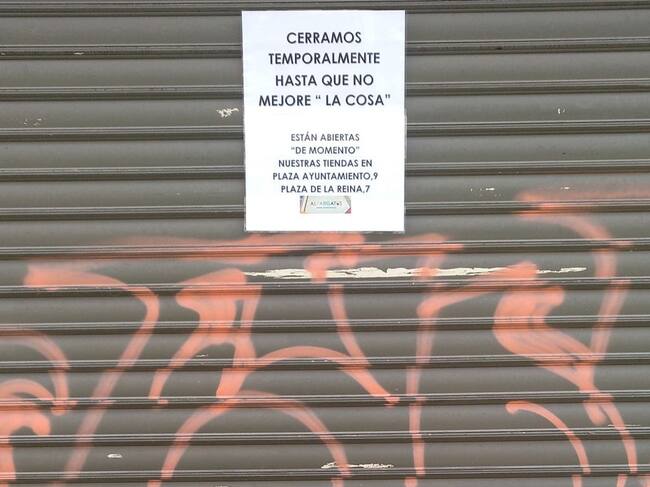 CERRAMOS
TEMPORALMENTE
HASTA QUE NO
MEJORE “ LA COSA”
ESTÁN ABIERTAS
“DE MOMENTO”
NUESTRAS TIENDAS EN
PLAZA AYUNTAMIENTO,9
PLAZA DE LA REINA,7